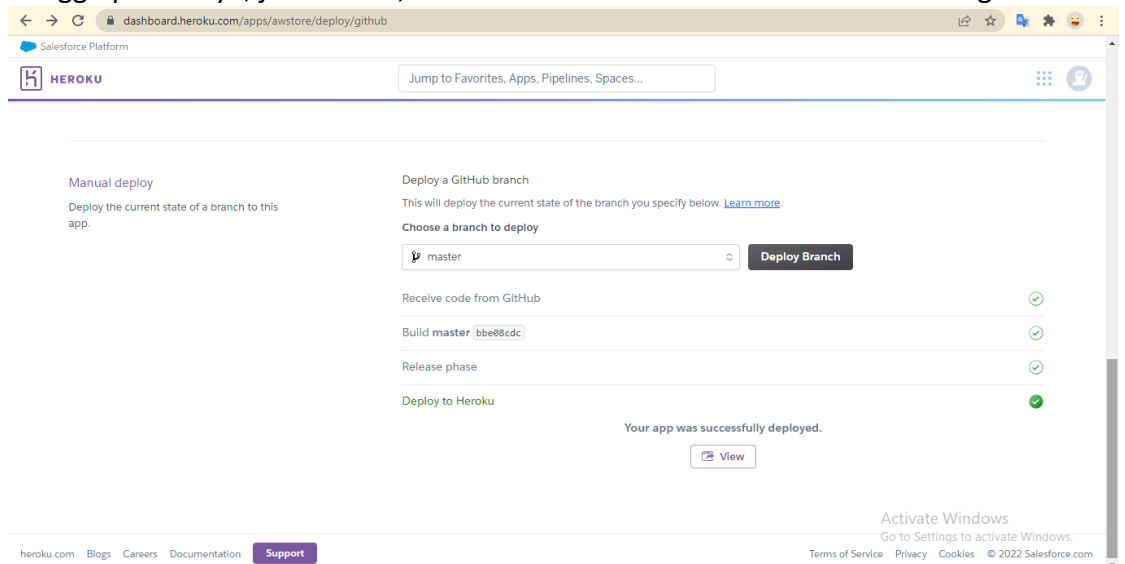 dashboard.heroku.com/apps/awstore/deploy/github
Salesforce Platform
HEROKU
Jump to Favorites, Apps, Pipelines, Spaces...
Manual deploy
Deploy the current state of a branch to this
app.
Deploy a GitHub branch
This will deploy the current state of the branch you specify below. Learn more.
Choose a branch to deploy
master
Deploy Branch
Receive code from GitHub
Build master bbe08cdc
Release phase
Deploy to Heroku
Your app was successfully deployed.
View
Activate Windows
Go to Settings to activate Windows.
heroku.com Blogs Careers Documentation Support
Terms of Service Privacy Cookies © 2022 Salesforce.com